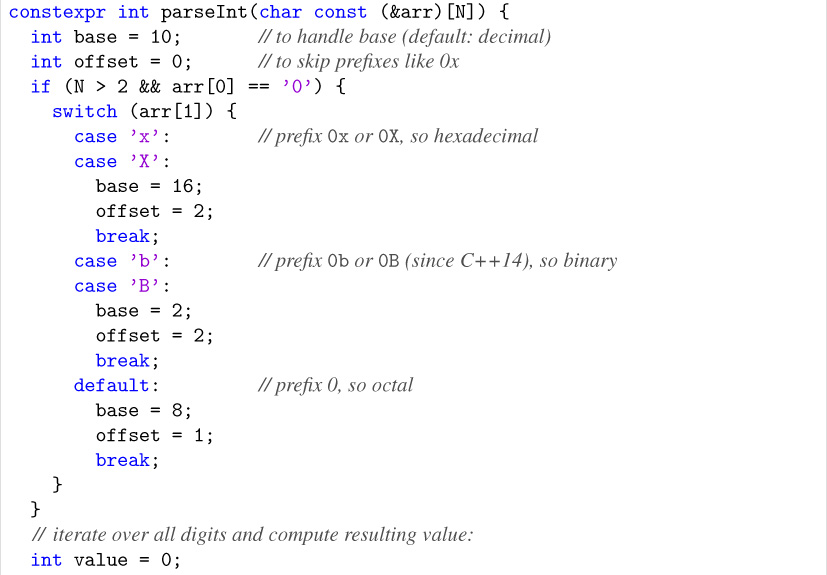 constexpr int parseInt(char const (&arr)[N]) {
int base = 10; // to handle base (default: decimal)
int offset = 0; // to skip prefixes like 0x
if (N > 2 && arr[0] == ’0’) {
switch (arr[1]) {
case ’x’: // prefix 0x or 0X, so hexadecimal
case ’X’:
base = 16;
offset = 2;
break;
case ’b’: // prefix 0b or 0B (since C++14), so binary
case ’B’:
base = 2;
offset = 2;
break;
default: // prefix 0, so octal
base = 8;
offset = 1;
break;
}
}
// iterate over all digits and compute resulting value:
int value = 0;